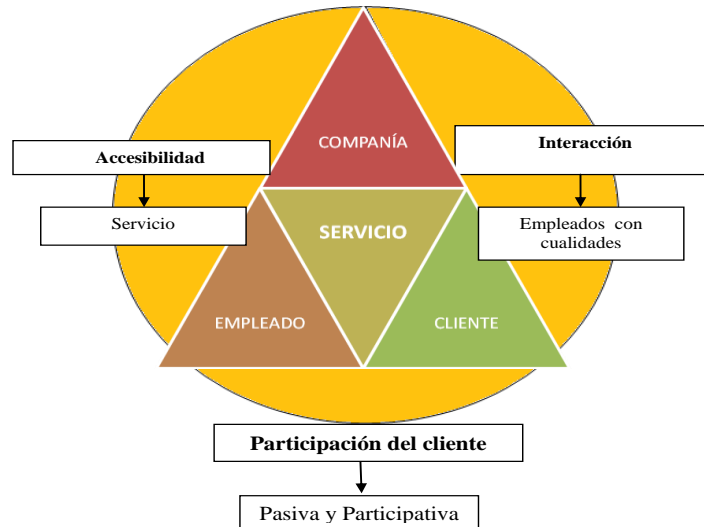 COMPAÑÍA
Accesibilidad
Interacción
Servicio
SERVICIO
Empleados con
cualidades
EMPLEADO
CLIENTE
Participación del cliente
Pasiva y Participativa